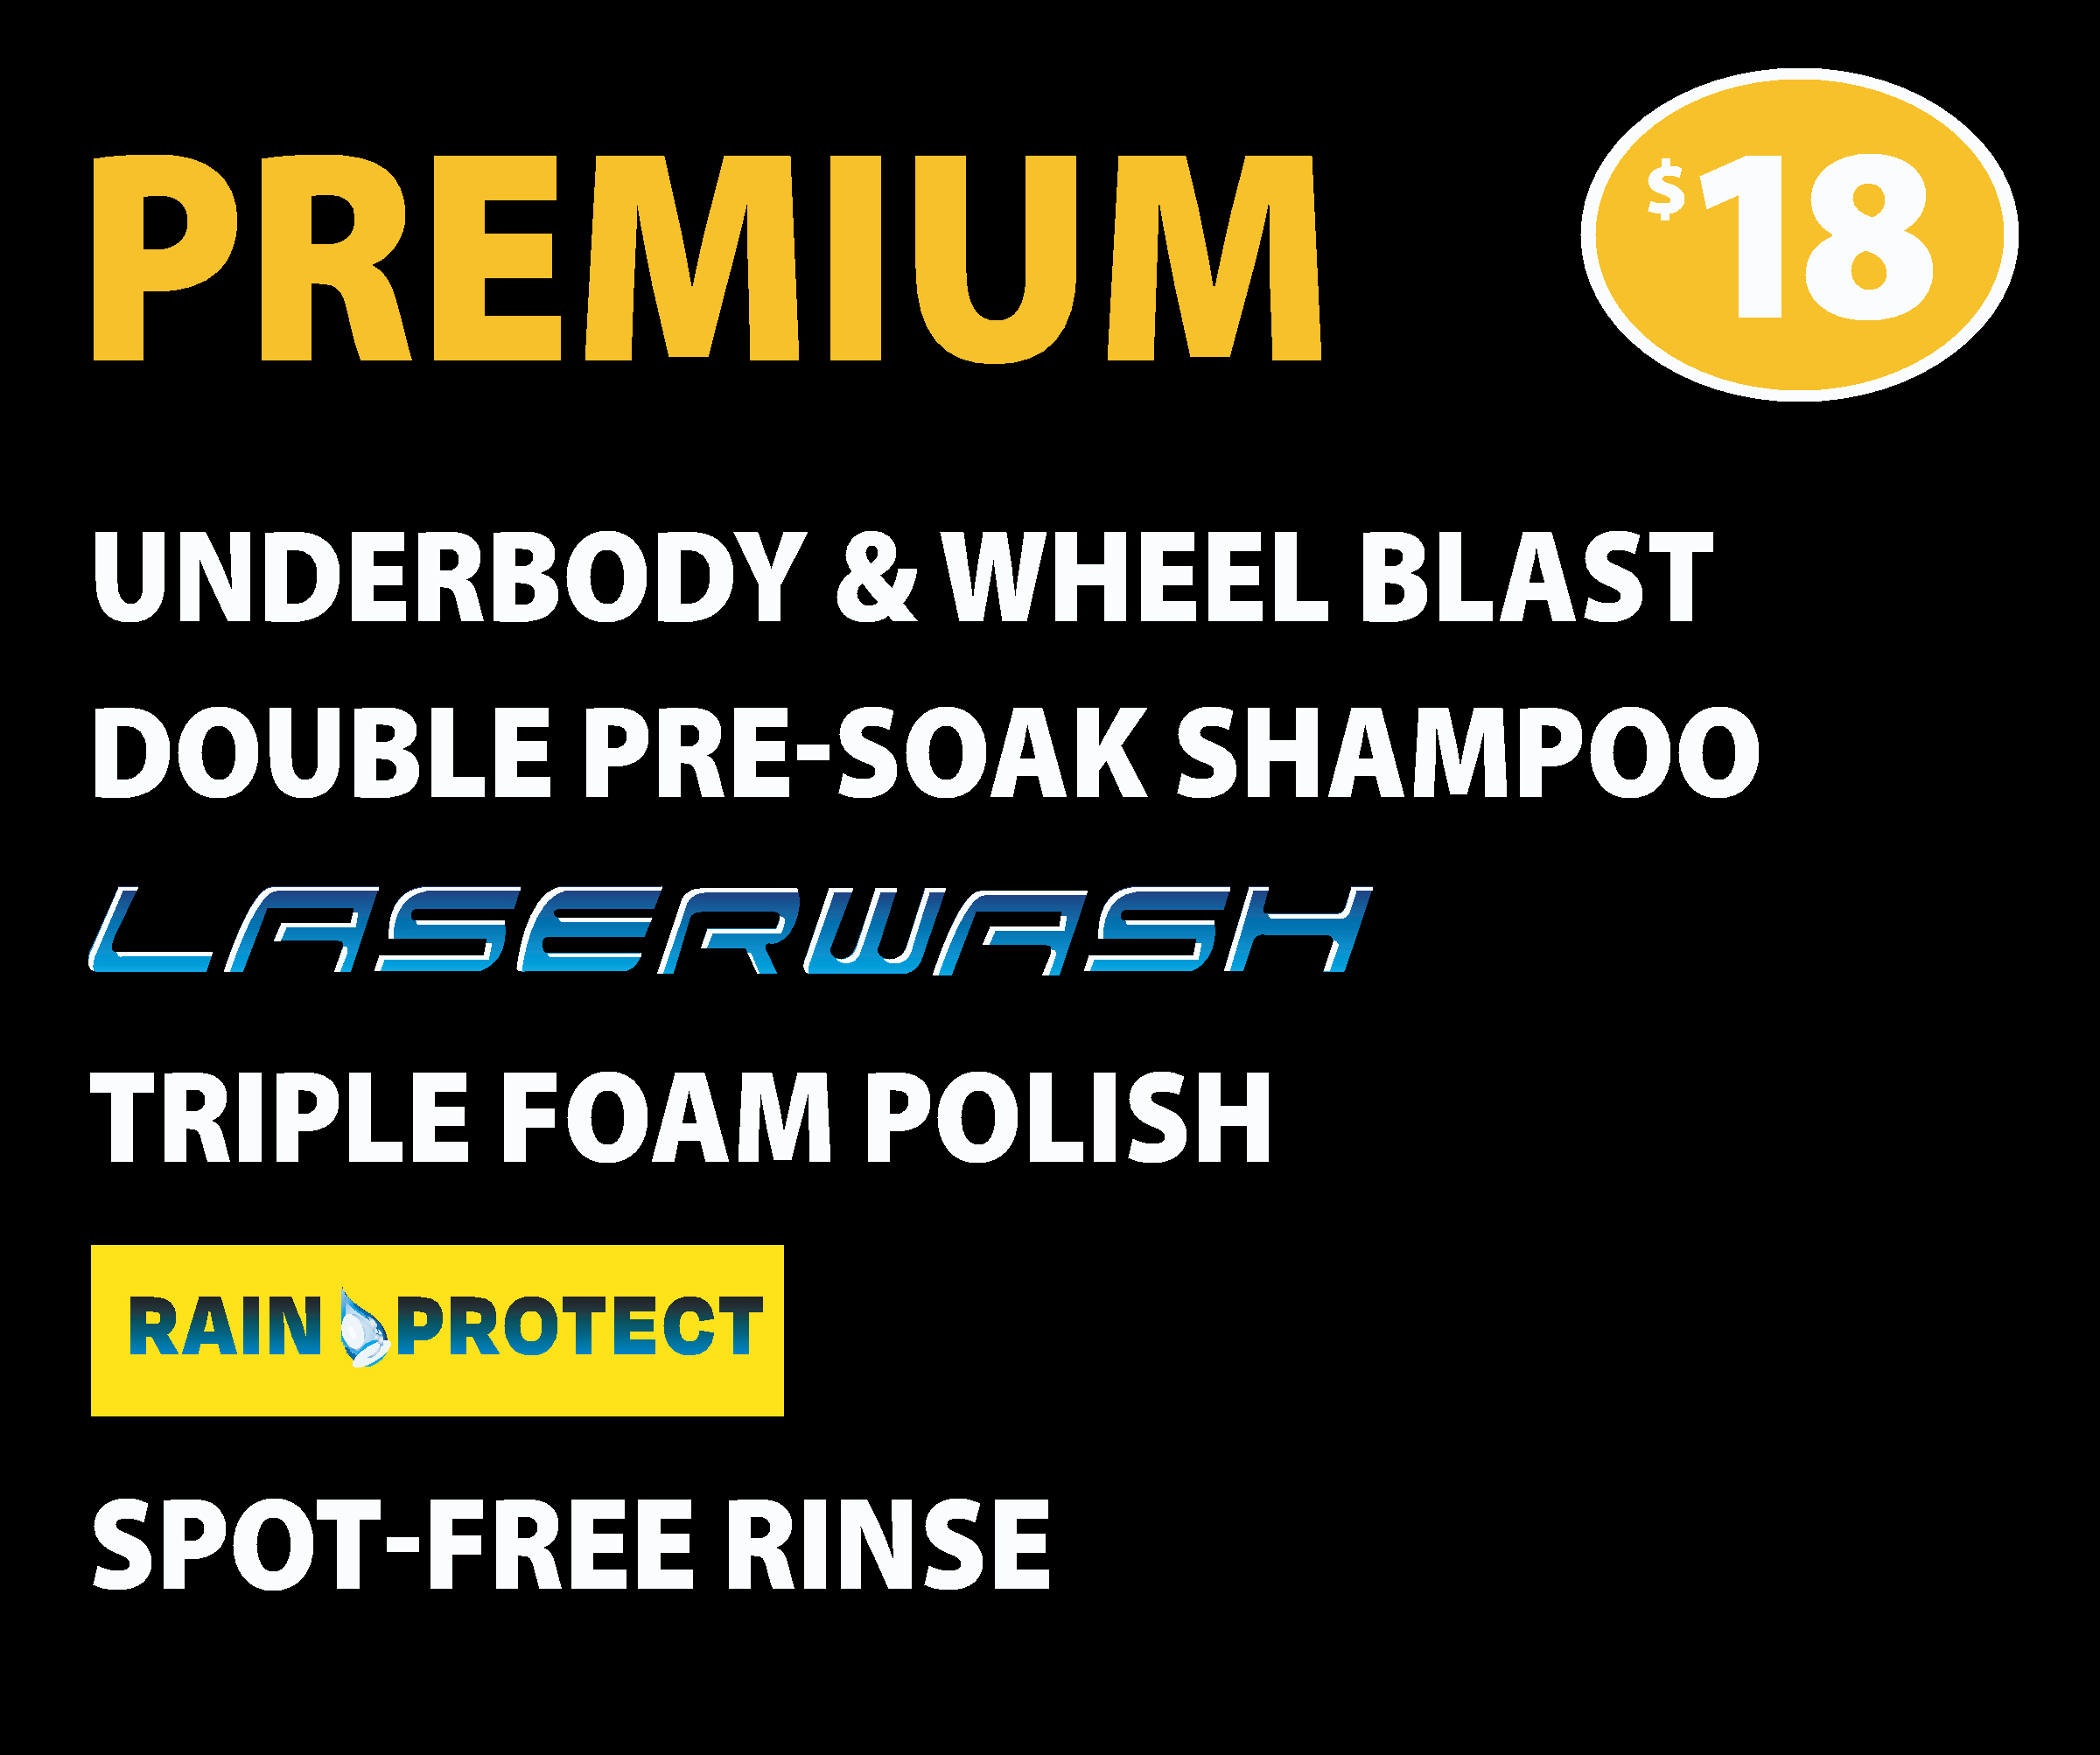 PREMIUM
$18
UNDERBODY & WHEEL BLAST
DOUBLE PRE-SOAK SHAMPOO
LASERWASH
TRIPLE FOAM POLISH
RAIN PROTECT
SPOT-FREE RINSE